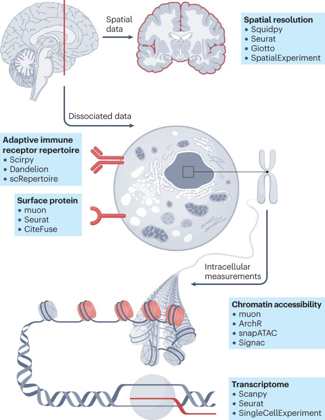 Spatial
data
Spatial resolution
• Squidpy
• Seurat
• Giotto
• SpatialExperiment
Dissociated data
Adaptive immune
receptor repertoire
• Scirpy
• Dandelion
• scRepertoire
Surface protein
• muon
• Seurat
• CiteFuse
Intracellular
measurements
Chromatin accessibility
• muon
• ArchR
• snapATAC
• Signac
Transcriptome
• Scanpy
• Seurat
• SingleCellExperiment